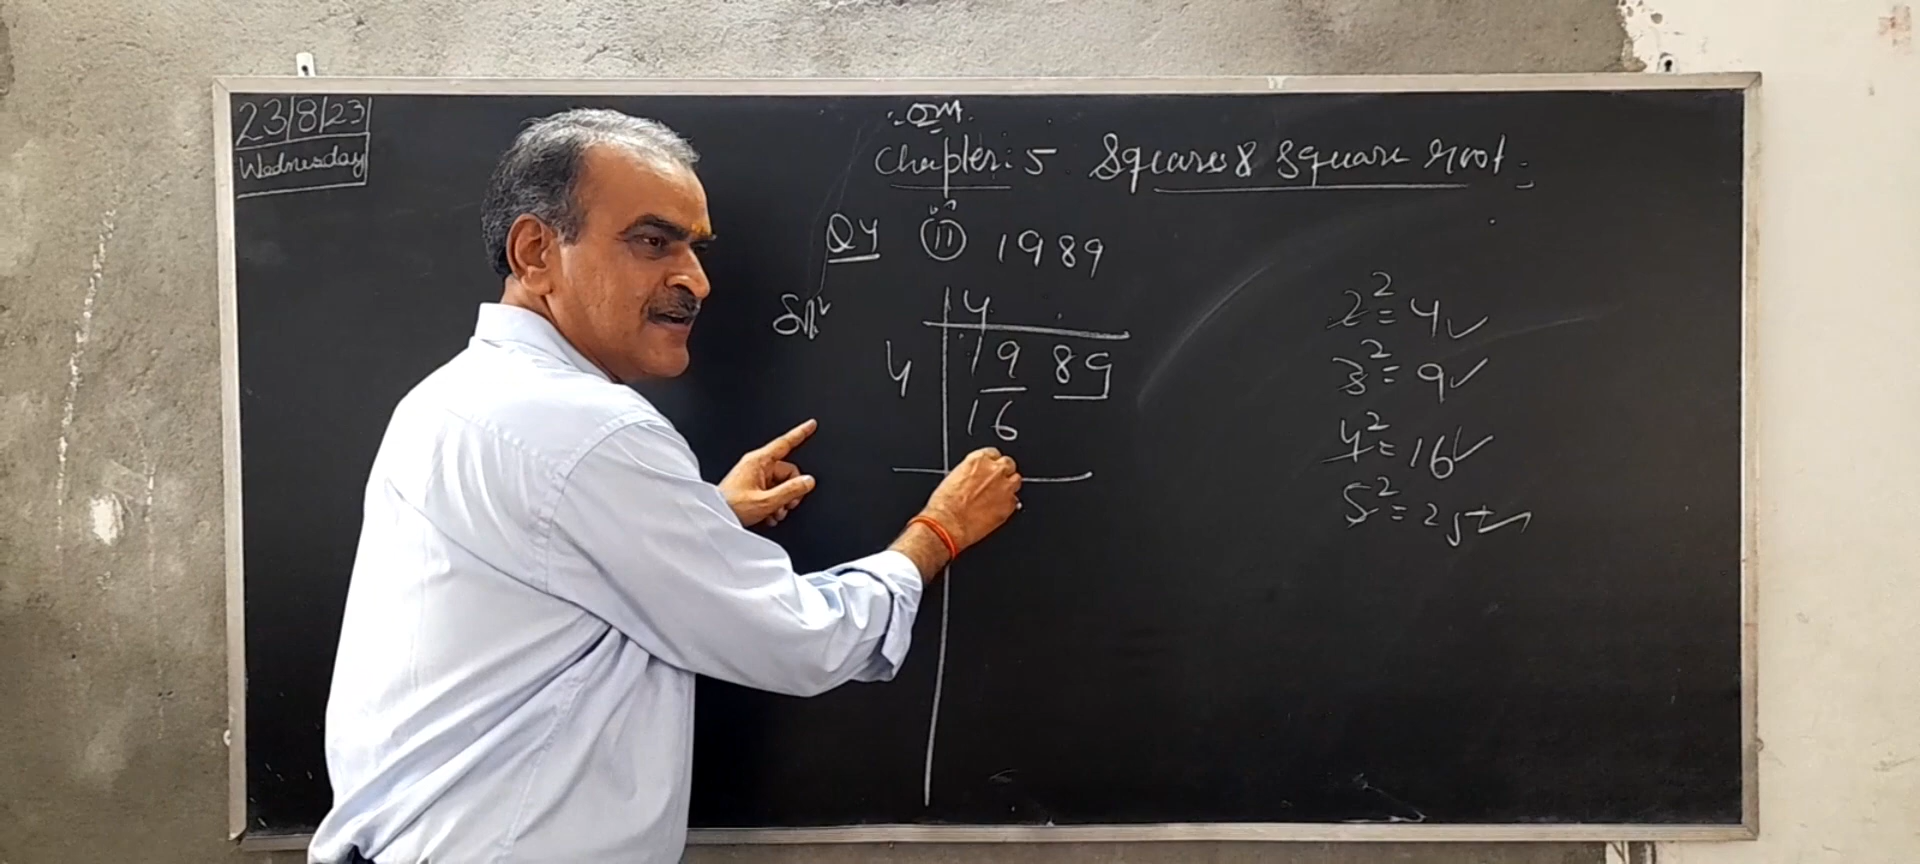 23/8/23
Wednesday
Chapter: 5 Squares & Square root
Q4 (ii) 1989
Sol
4
4 19 89
16
2² = 4 ✓
3² = 9 ✓
4² = 16 ✓
5² = 25